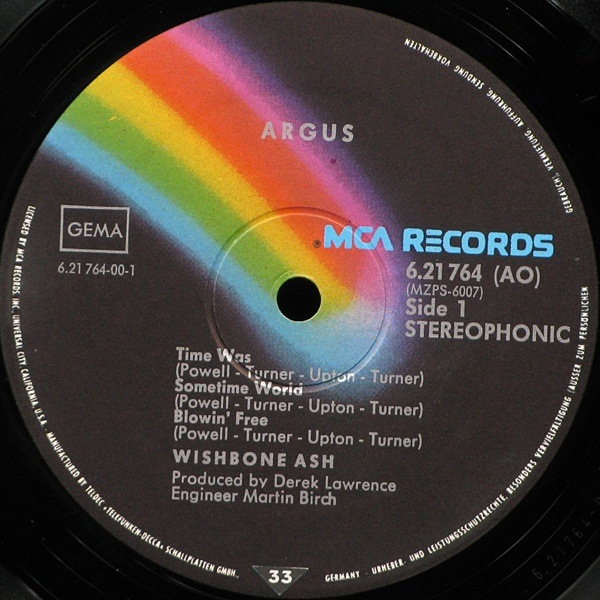 ARGUS
GEMA
6.21 764-00-1
MCA RECORDS
6.21 764 (AO)
(MZPS-6007)
Side 1
STEREOPHONIC
Time Was
(Powell - Turner - Upton - Turner)
Sometime World
(Powell - Turner - Upton - Turner)
Blowin' Free
(Powell - Turner - Upton - Turner)
WISHBONE ASH
Produced by Derek Lawrence
Engineer Martin Birch
33
LICENSED BY MCA RECORDS INC. UNIVERSAL CITY, CALIFORNIA, U.S.A. · MANUFACTURED BY TELDEC »TELEFUNKEN-DECCA« SCHALLPLATTEN GMBH.
GERMANY · URHEBER- UND LEISTUNGSSCHUTZRECHTE, BESONDERS VERVIELFÄLTIGUNG (AUSSER ZUM PERSÖNLICHEN
GEBRAUCH), VERMIETUNG, AUFFÜHRUNG, SENDUNG VORBEHALTEN